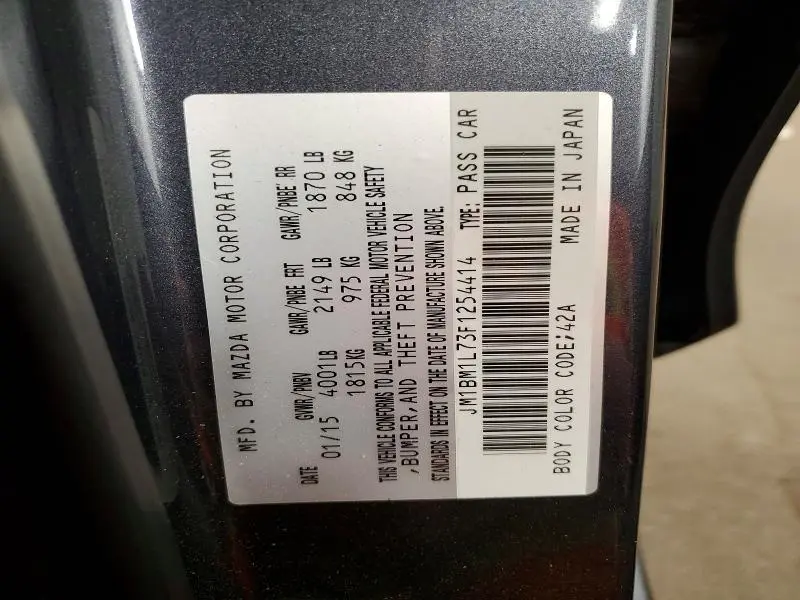 MFD. BY MAZDA MOTOR CORPORATION
DATE GVWR/PNBV GAWR/PNBE FRT GAWR/PNBE RR
01/15 4001LB 2149 LB 1870 LB
1815KG 975 KG 848 KG
THIS VEHICLE CONFORMS TO ALL APPLICABLE FEDERAL MOTOR VEHICLE SAFETY
,BUMPER,AND THEFT PREVENTION
STANDARDS IN EFFECT ON THE DATE OF MANUFACTURE SHOWN ABOVE.
JM1BM1L73F1254414 TYPE: PASS CAR
BODY COLOR CODE;42A MADE IN JAPAN